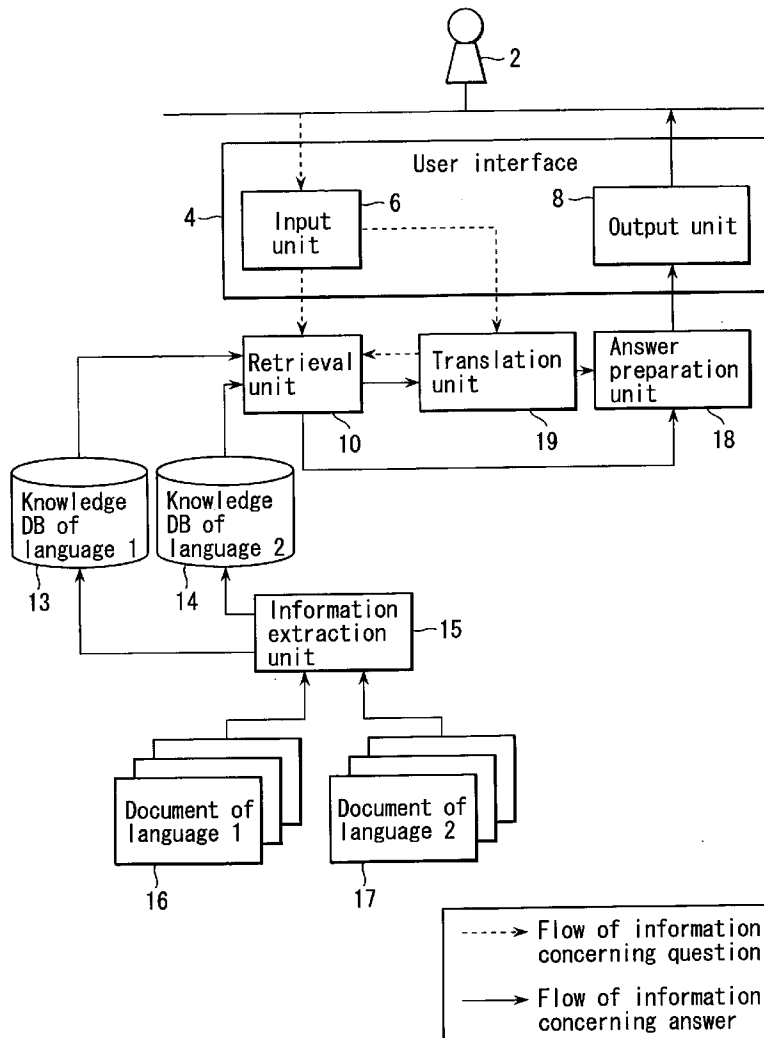 2
User interface
4
6
8
Input
unit
Output unit
Retrieval
unit
Translation
unit
Answer
preparation
unit
10
19
18
Knowledge
DB of
language 1
Knowledge
DB of
language 2
13
14
Information
extraction
unit
15
Document of
language 1
Document of
language 2
16
17
Flow of information
concerning question
Flow of information
concerning answer